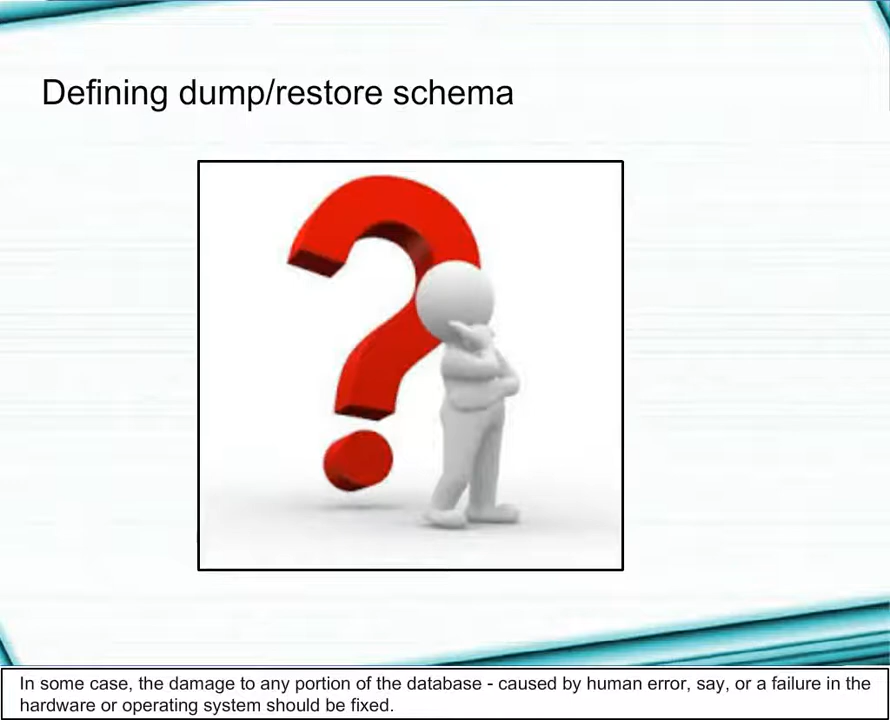 Defining dump/restore schema
In some case, the damage to any portion of the database - caused by human error, say, or a failure in the
hardware or operating system should be fixed.